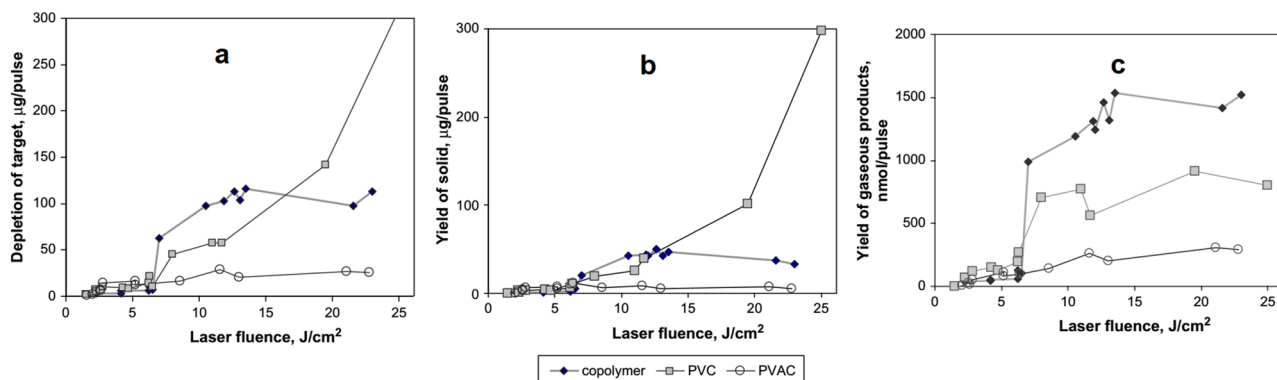 a
Depletion of target, µg/pulse
300
250
200
150
100
50
0
0 5 10 15 20 25
Laser fluence, J/cm2
b
Yield of solid, µg/pulse
300
200
100
0
0 5 10 15 20 25
Laser fluence, J/cm2
c
Yield of gaseous products,
nmol/pulse
2000
1500
1000
500
0
0 5 10 15 20 25
Laser fluence, J/cm2
copolymer PVC PVAC